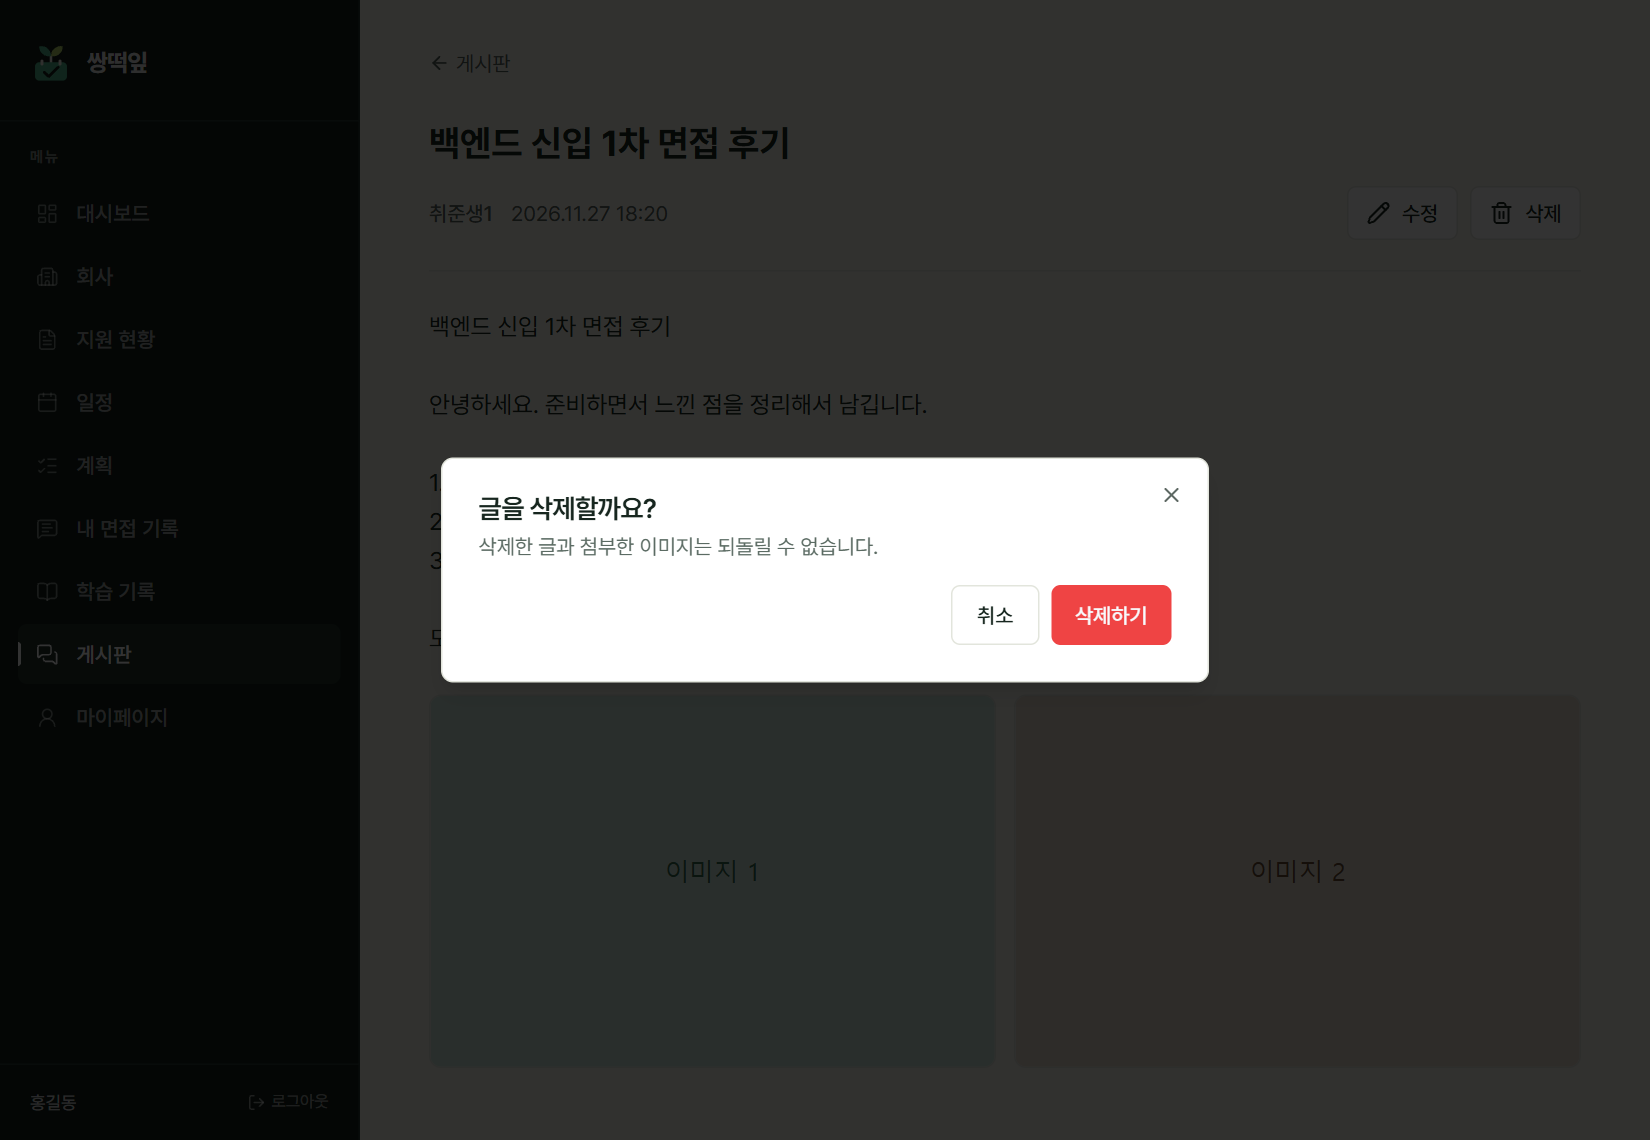 쌍떡잎
메뉴
대시보드
회사
지원 현황
일정
계획
내 면접 기록
학습 기록
게시판
마이페이지
홍길동
로그아웃
게시판
백엔드 신입 1차 면접 후기
취준생1 2026.11.27 18:20
수정
삭제
백엔드 신입 1차 면접 후기
안녕하세요. 준비하면서 느낀 점을 정리해서 남깁니다.
1.
2
3
글을 삭제할까요?
삭제한 글과 첨부한 이미지는 되돌릴 수 없습니다.
취소
삭제하기
이미지 1
이미지 2